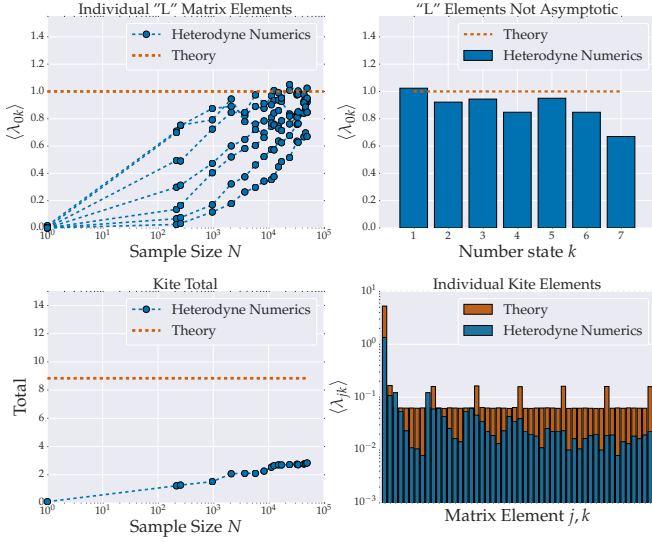 Individual "L" Matrix Elements
1.4
1.2
1.0
0.8
0.6
0.4
0.2
0.0
⟨λ0k⟩
Heterodyne Numerics
Theory
10^0
10^1
10^2
10^3
10^4
10^5
Sample Size N
"L" Elements Not Asymptotic
1.4
1.2
1.0
0.8
0.6
0.4
0.2
0.0
⟨λ0k⟩
Theory
Heterodyne Numerics
1 2 3 4 5 6 7
Number state k
Kite Total
14
12
10
8
6
4
2
0
Total
Heterodyne Numerics
Theory
10^0
10^1
10^2
10^3
10^4
10^5
Sample Size N
Individual Kite Elements
10^1
10^0
10^−1
10^−2
10^−3
⟨λjk⟩
Theory
Heterodyne Numerics
Matrix Element j, k